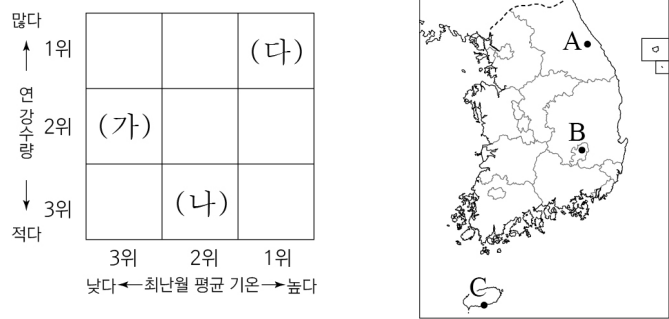 많다
1위
(다)
연강수량
2위
(가)
3위
(나)
적다
3위 2위 1위
낮다 최난월 평균 기온 높다
A
B
C